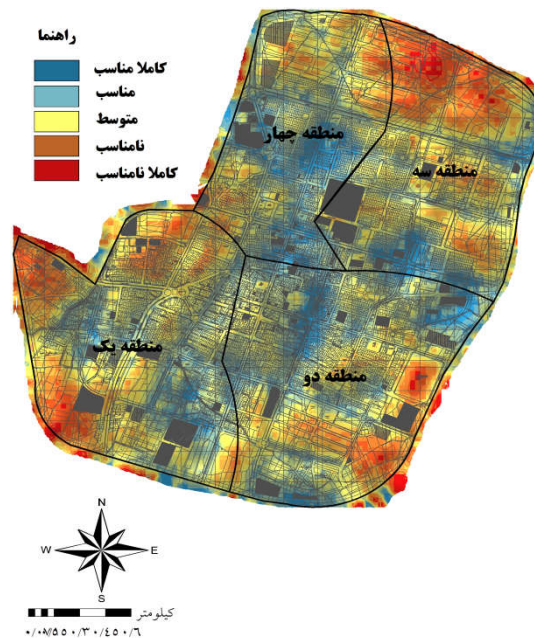 راهنما
کاملا مناسب
مناسب
متوسط
نامناسب
کاملا نامناسب
منطقه چهار
منطقه سه
منطقه یک
منطقه دو
N
W
E
S
کیلومتر